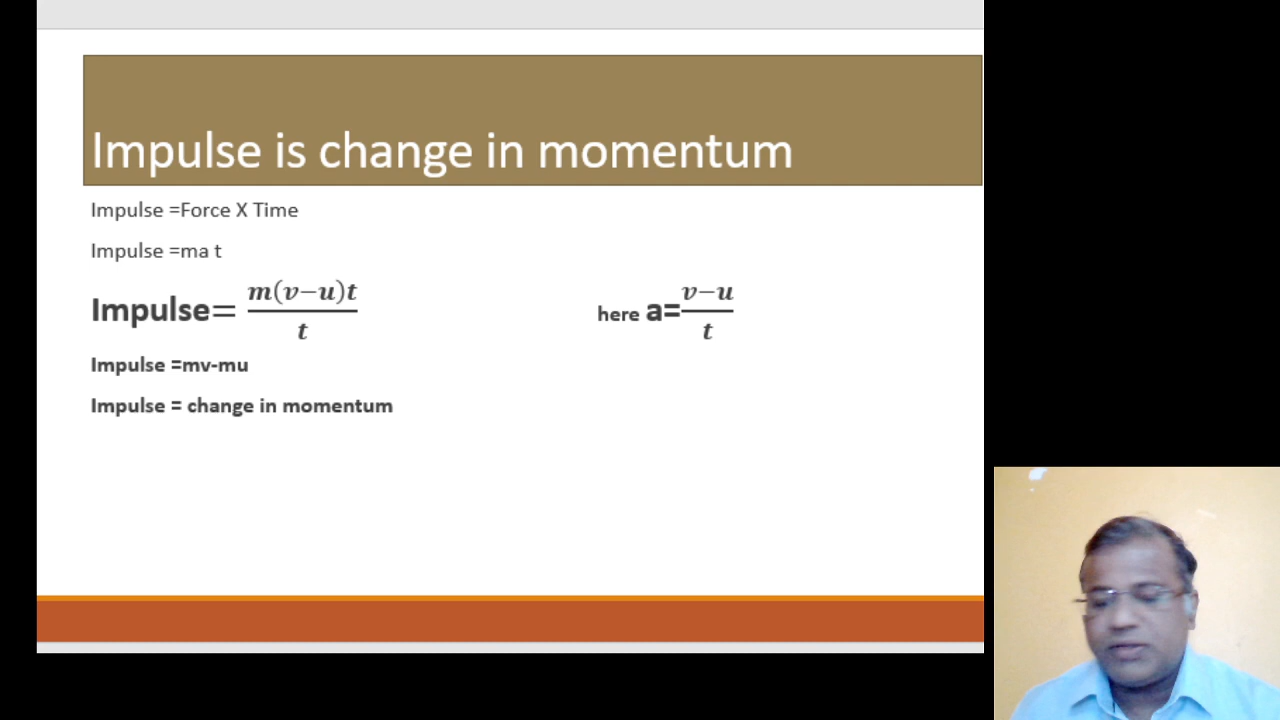 Impulse is change in momentum
Impulse =Force X Time
Impulse =ma t
Impulse= m(v−u)t / t here a= v−u / t
Impulse =mv-mu
Impulse = change in momentum